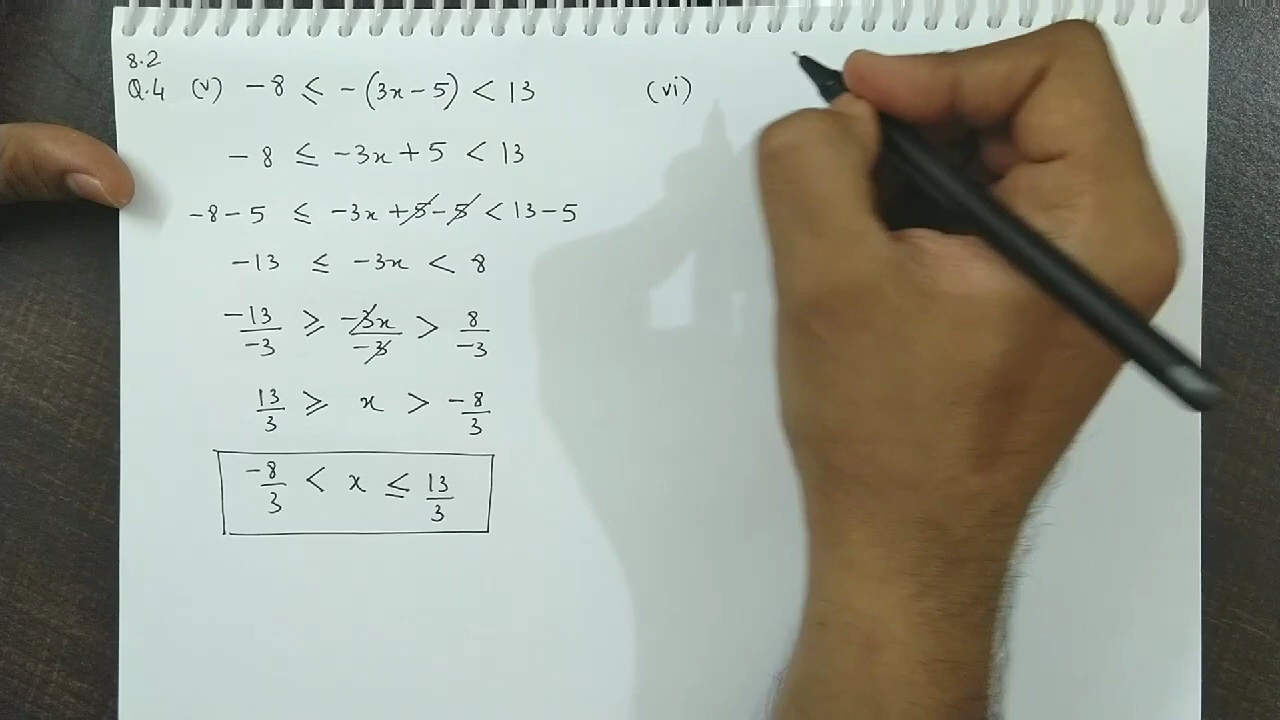 8.2
Q.4 (v) -8 ≤ -(3x-5) < 13
-8 ≤ -3x+5 < 13
-8-5 ≤ -3x+5-5 < 13-5
-13 ≤ -3x < 8
-13/-3 ≥ -3x/-3 > 8/-3
13/3 ≥ x > -8/3
-8/3 < x ≤ 13/3
(vi)